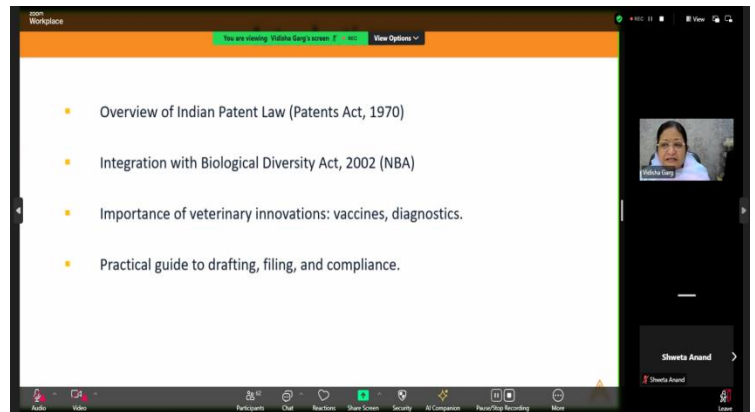 zoom
Workplace
You are viewing Vidisha Garg's screen
REC
View Options
REC
View
Overview of Indian Patent Law (Patents Act, 1970)
Integration with Biological Diversity Act, 2002 (NBA)
Importance of veterinary innovations: vaccines, diagnostics.
Practical guide to drafting, filing, and compliance.
Vidisha Garg
Shweta Anand
Shweta Anand
Audio
Video
62
Participants
Chat
Reactions
Share Screen
Security
AI Companion
Pause/Stop Recording
More
Leave